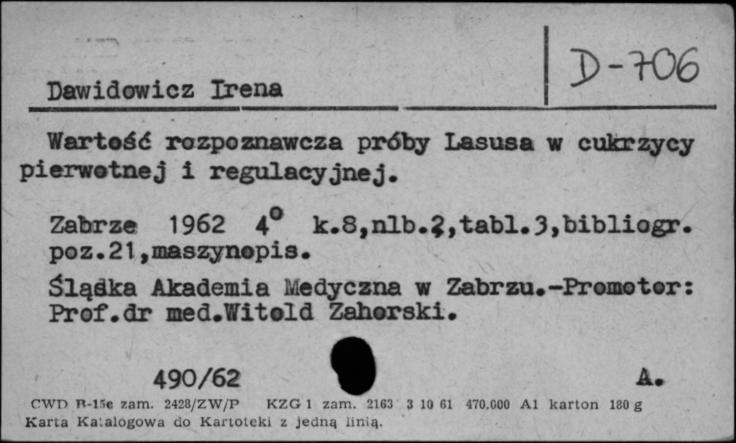 D-706
Dawidowicz Irena
Wartość rozpoznawcza próby Lasusa w cukrzycy
pierwotnej i regulacyjnej.
Zabrze 1962 4° k.8,nlb.2,tabl.3,bibliogr.
poz.21,maszynopis.
Śląska Akademia Medyczna w Zabrzu.-Promotor:
Prof.dr med.Witold Zahorski.
490/62 A.
CWD R-15c zam. 2428/ZW/P KZG 1 zam. 2163 3 10 61 470.000 A1 karton 180 g
Karta Katalogowa do Kartoteki z jedną linią.